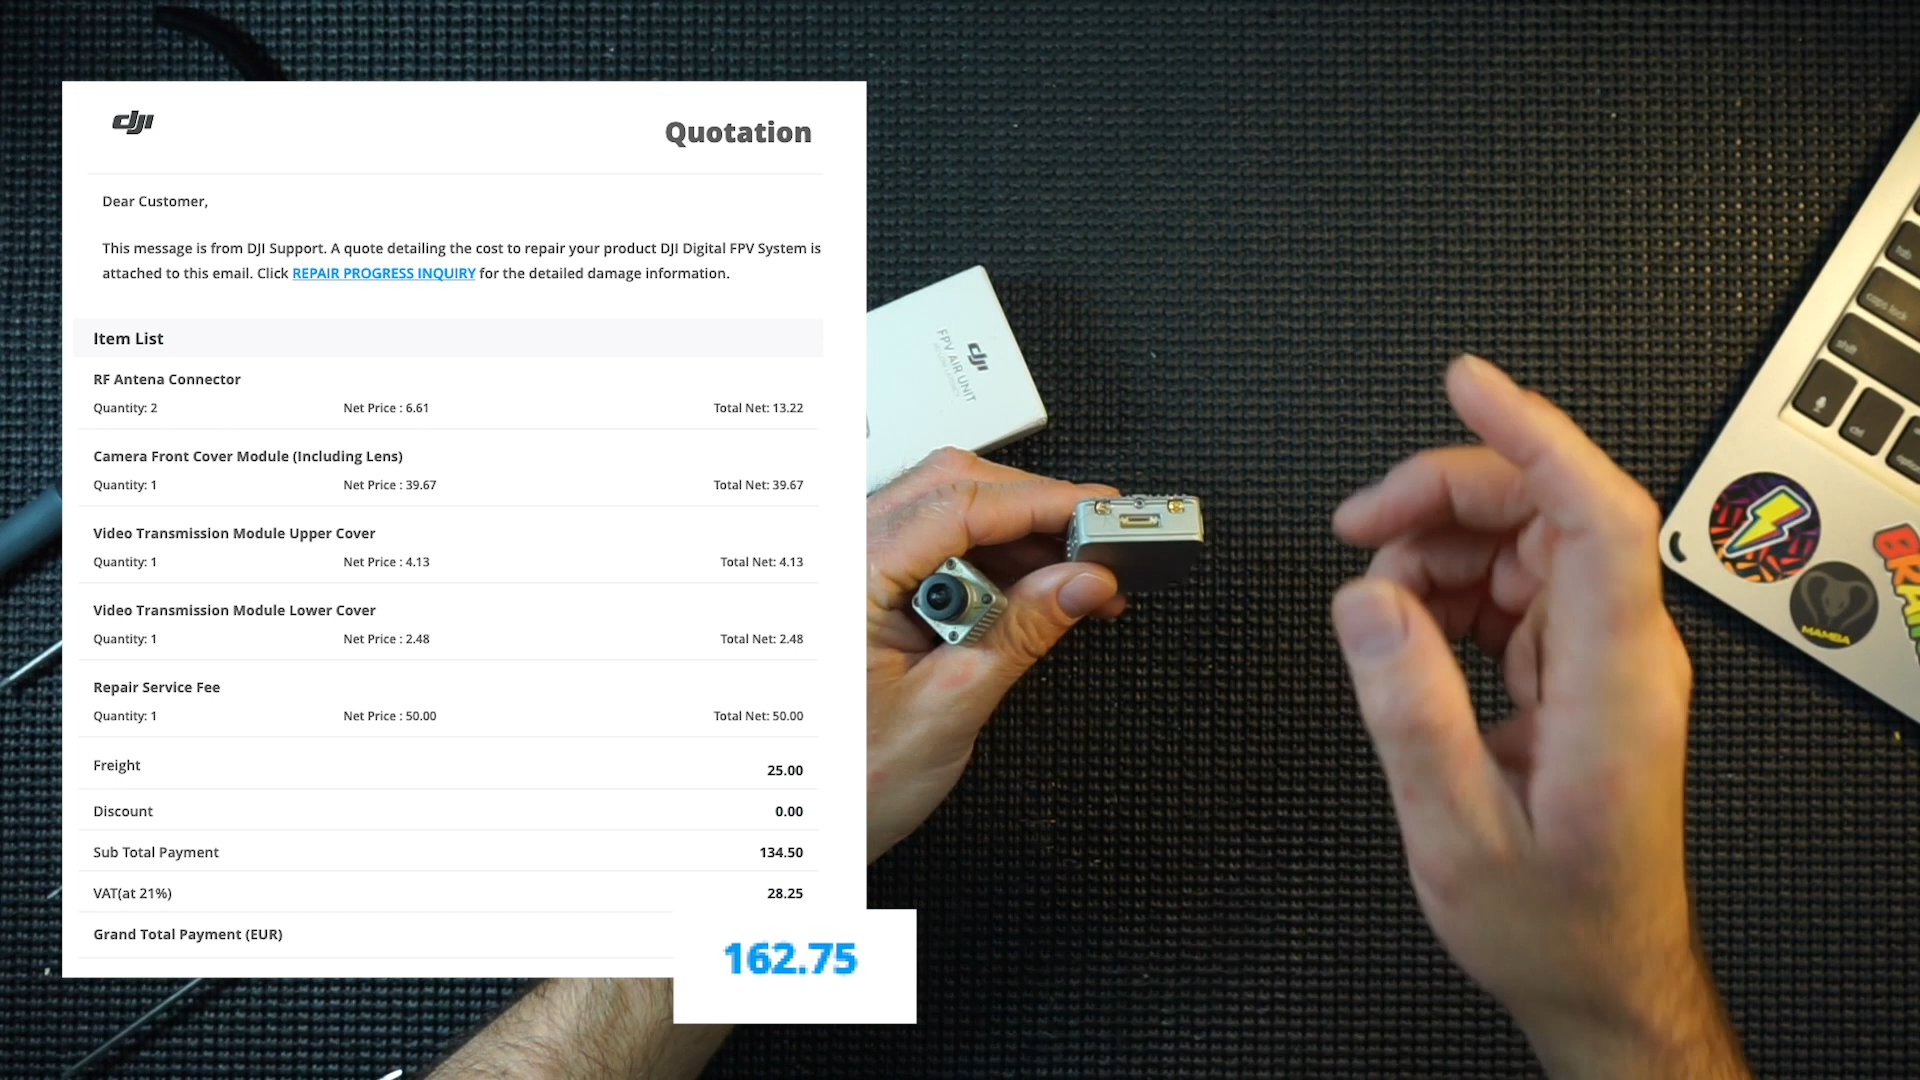 dji
Quotation
Dear Customer,
This message is from DJI Support. A quote detailing the cost to repair your product DJI Digital FPV System is
attached to this email. Click REPAIR PROGRESS INQUIRY for the detailed damage information.
Item List
RF Antena Connector
Quantity: 2 Net Price : 6.61 Total Net: 13.22
Camera Front Cover Module (Including Lens)
Quantity: 1 Net Price : 39.67 Total Net: 39.67
Video Transmission Module Upper Cover
Quantity: 1 Net Price : 4.13 Total Net: 4.13
Video Transmission Module Lower Cover
Quantity: 1 Net Price : 2.48 Total Net: 2.48
Repair Service Fee
Quantity: 1 Net Price : 50.00 Total Net: 50.00
Freight 25.00
Discount 0.00
Sub Total Payment 134.50
VAT(at 21%) 28.25
Grand Total Payment (EUR)
162.75
dji
FPV AIR UNIT
tab
caps lock
shift
ctrl
MAMBA